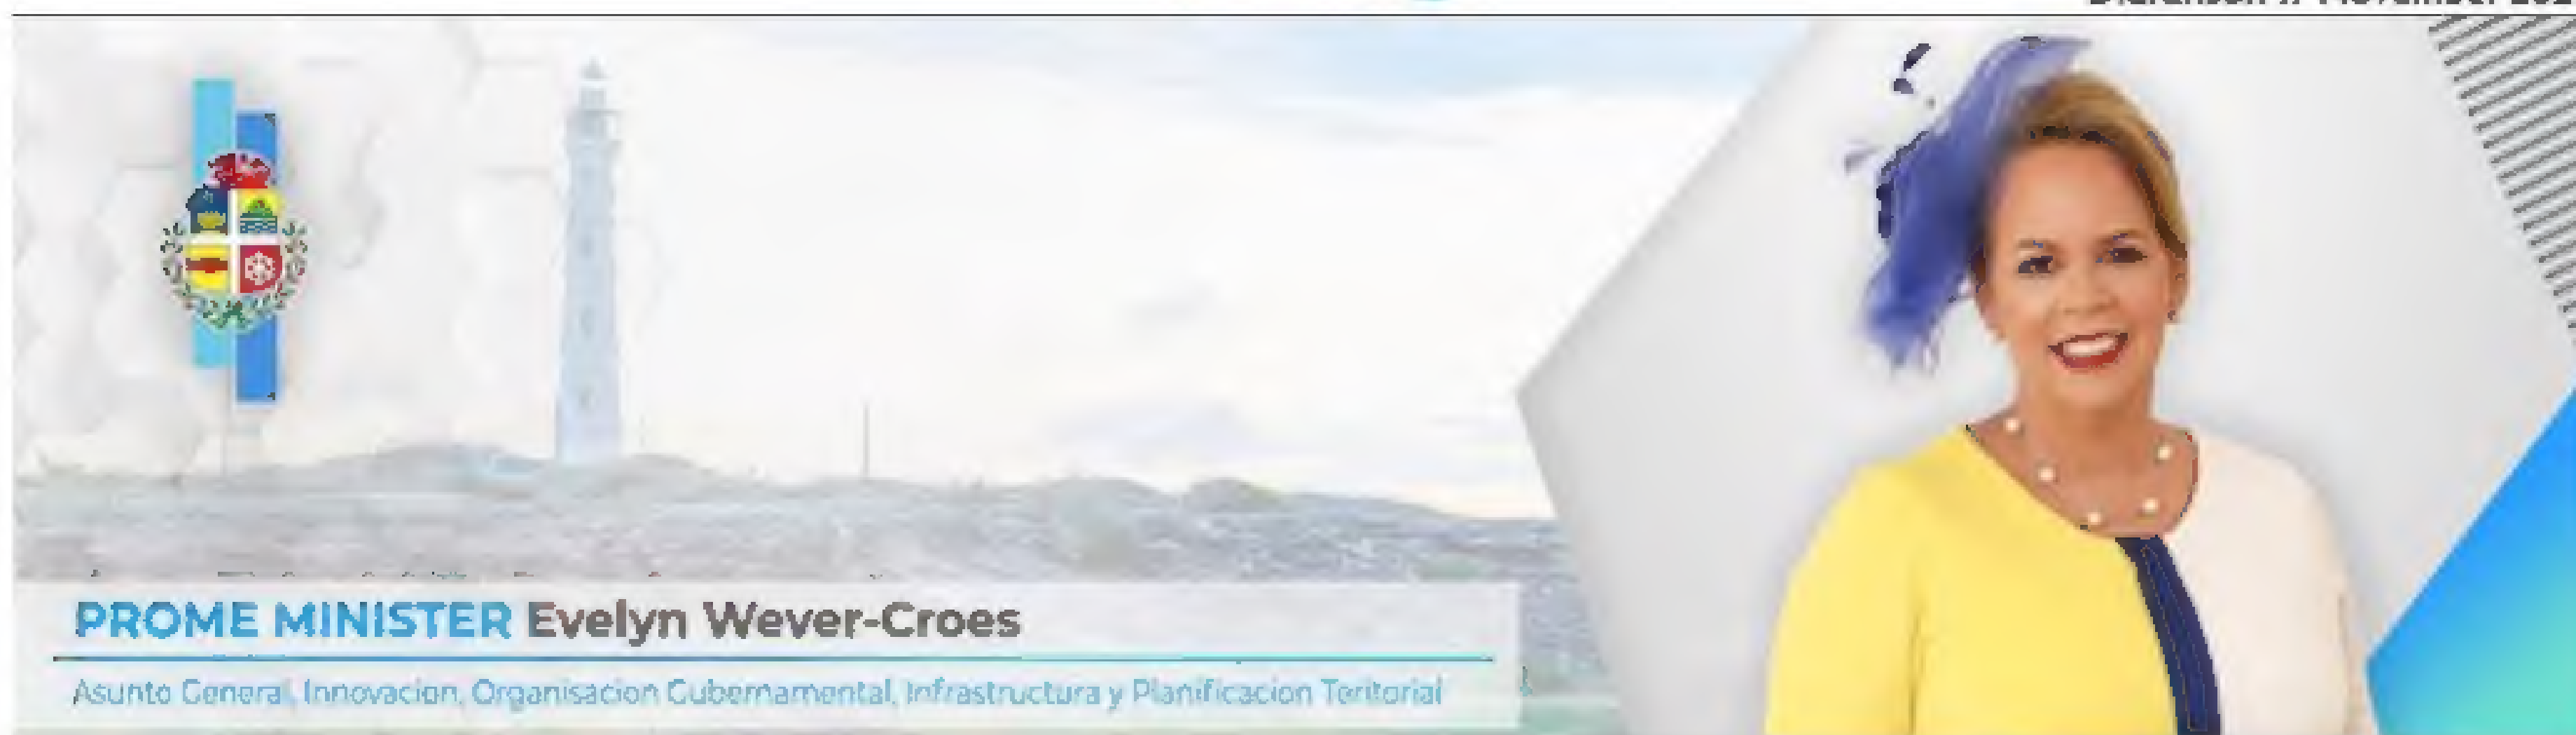 PROME MINISTER Evelyn Wever-Croes
Asunto General, Innovacion, Organisacion Gubernamental, Infrastructura y Planificacion Teritorial